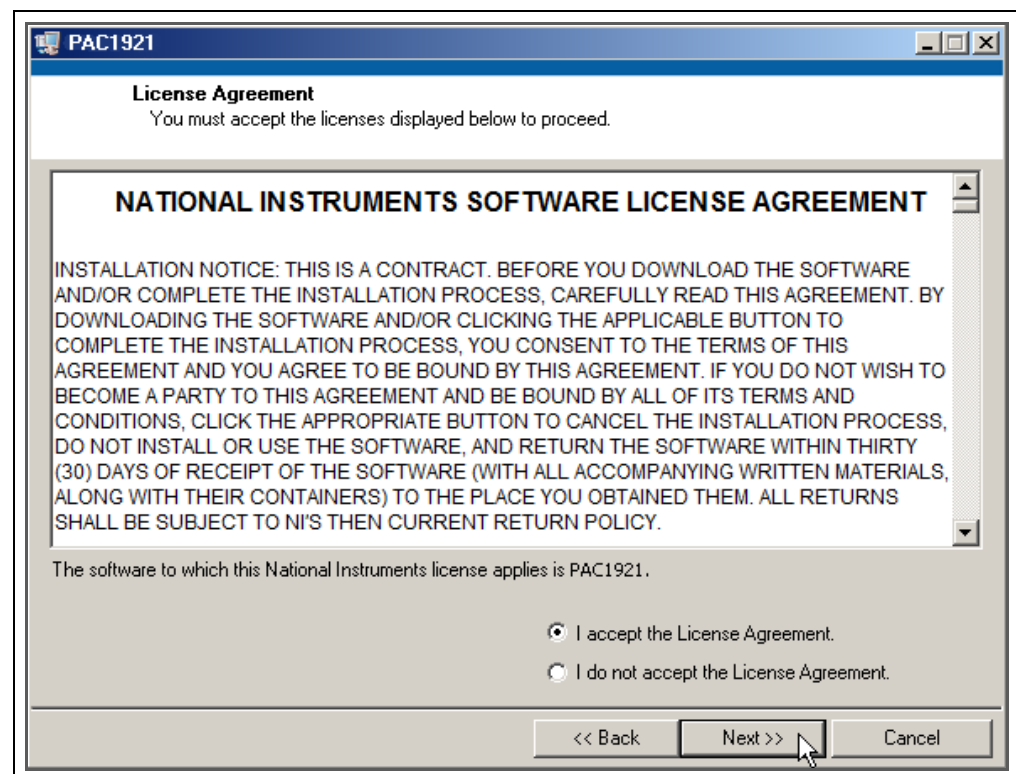 PAC1921
License Agreement
You must accept the licenses displayed below to proceed.
NATIONAL INSTRUMENTS SOFTWARE LICENSE AGREEMENT
INSTALLATION NOTICE: THIS IS A CONTRACT. BEFORE YOU DOWNLOAD THE SOFTWARE
AND/OR COMPLETE THE INSTALLATION PROCESS, CAREFULLY READ THIS AGREEMENT. BY
DOWNLOADING THE SOFTWARE AND/OR CLICKING THE APPLICABLE BUTTON TO
COMPLETE THE INSTALLATION PROCESS, YOU CONSENT TO THE TERMS OF THIS
AGREEMENT AND YOU AGREE TO BE BOUND BY THIS AGREEMENT. IF YOU DO NOT WISH TO
BECOME A PARTY TO THIS AGREEMENT AND BE BOUND BY ALL OF ITS TERMS AND
CONDITIONS, CLICK THE APPROPRIATE BUTTON TO CANCEL THE INSTALLATION PROCESS,
DO NOT INSTALL OR USE THE SOFTWARE, AND RETURN THE SOFTWARE WITHIN THIRTY
(30) DAYS OF RECEIPT OF THE SOFTWARE (WITH ALL ACCOMPANYING WRITTEN MATERIALS,
ALONG WITH THEIR CONTAINERS) TO THE PLACE YOU OBTAINED THEM. ALL RETURNS
SHALL BE SUBJECT TO NI'S THEN CURRENT RETURN POLICY.
The software to which this National Instruments license applies is PAC1921.
I accept the License Agreement.
I do not accept the License Agreement.
<< Back
Next >>
Cancel